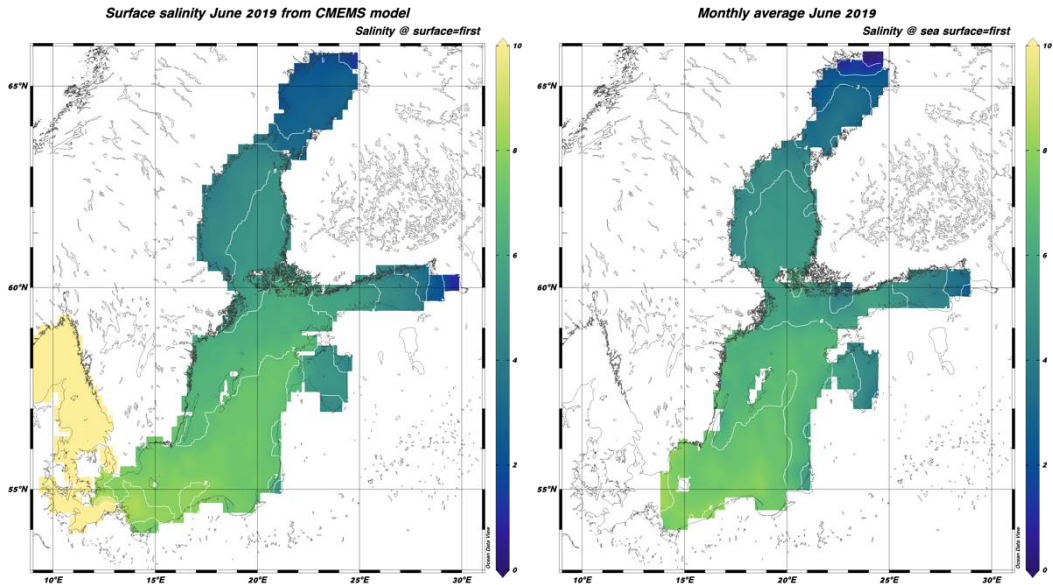 Surface salinity June 2019 from CMEMS model
Salinity @ surface=first
65°N
60°N
55°N
10°E
15°E
20°E
25°E
30°E
10
8
6
4
2
0
Ocean Data View
Monthly average June 2019
Salinity @ sea surface=first
65°N
60°N
55°N
10°E
15°E
20°E
25°E
30°E
10
8
6
4
2
0
Ocean Data View